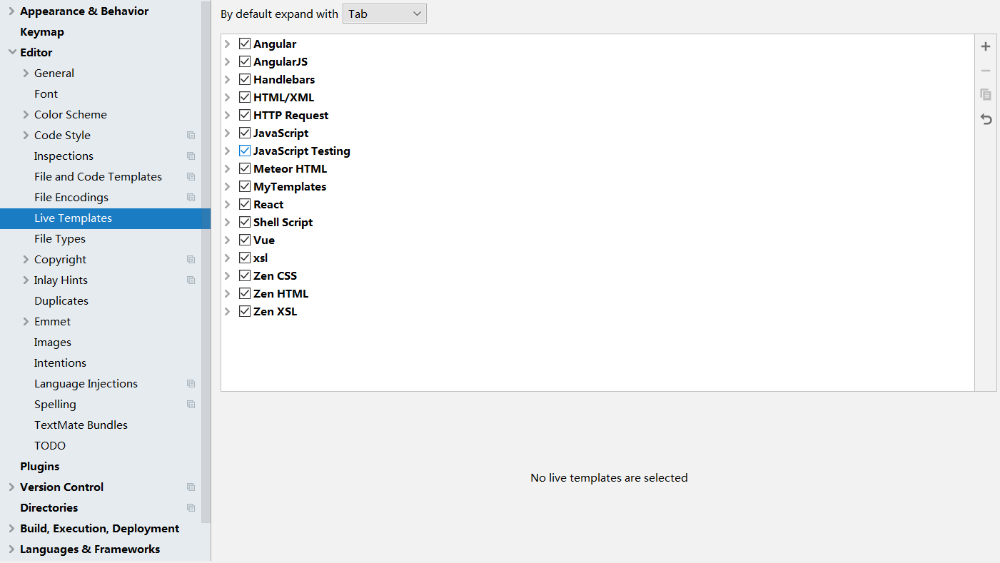 Appearance & Behavior
Keymap
Editor
General
Font
Color Scheme
Code Style
Inspections
File and Code Templates
File Encodings
Live Templates
File Types
Copyright
Inlay Hints
Duplicates
Emmet
Images
Intentions
Language Injections
Spelling
TextMate Bundles
TODO
Plugins
Version Control
Directories
Build, Execution, Deployment
Languages & Frameworks
By default expand with Tab
Angular
AngularJS
Handlebars
HTML/XML
HTTP Request
JavaScript
JavaScript Testing
Meteor HTML
MyTemplates
React
Shell Script
Vue
xsl
Zen CSS
Zen HTML
Zen XSL
No live templates are selected